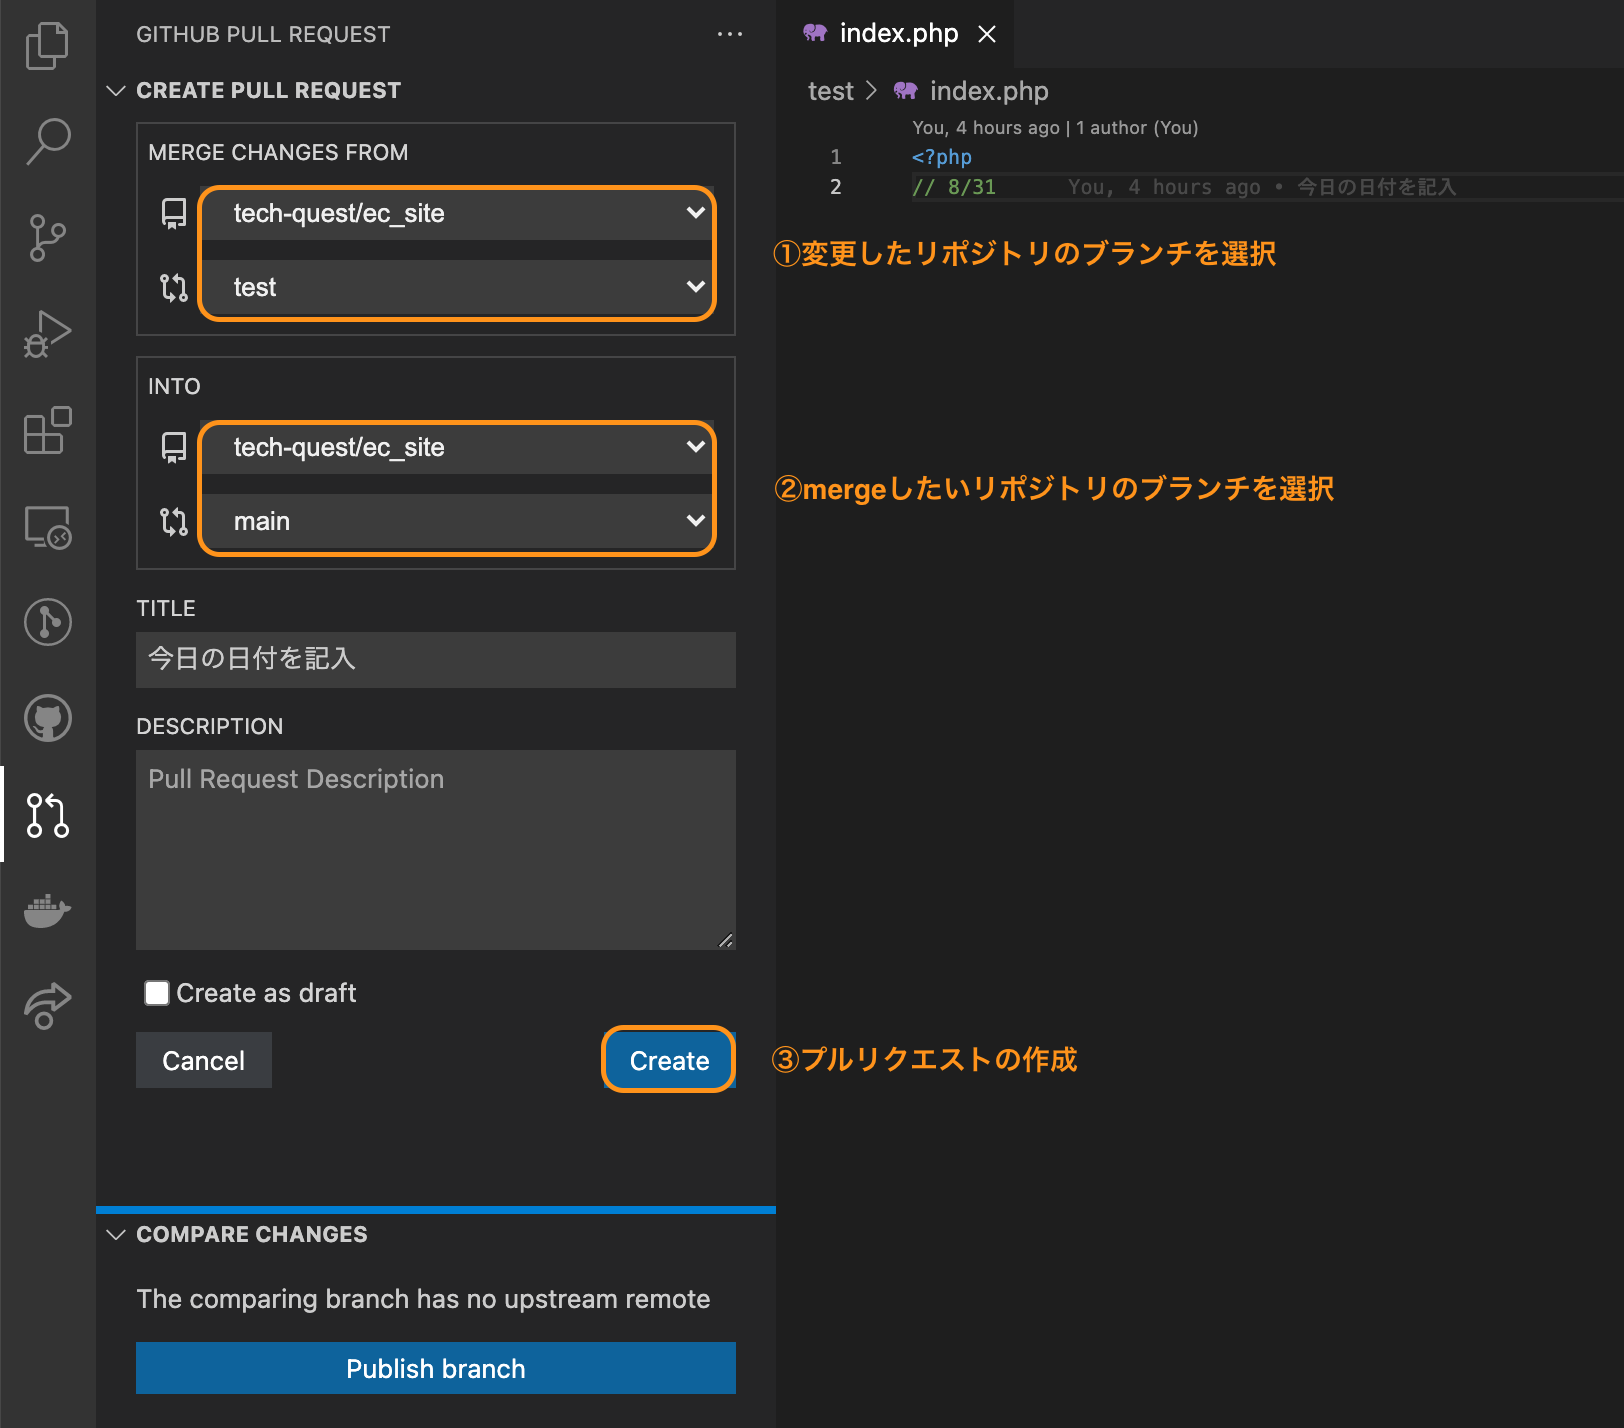 GITHUB PULL REQUEST
CREATE PULL REQUEST
MERGE CHANGES FROM
tech-quest/ec_site
test
INTO
tech-quest/ec_site
main
TITLE
今日の日付を記入
DESCRIPTION
Pull Request Description
Create as draft
Cancel
Create
COMPARE CHANGES
The comparing branch has no upstream remote
Publish branch
index.php
test > index.php
You, 4 hours ago | 1 author (You)
1 <?php
2 // 8/31 You, 4 hours ago • 今日の日付を記入
①変更したリポジトリのブランチを選択
②mergeしたいリポジトリのブランチを選択
③プルリクエストの作成